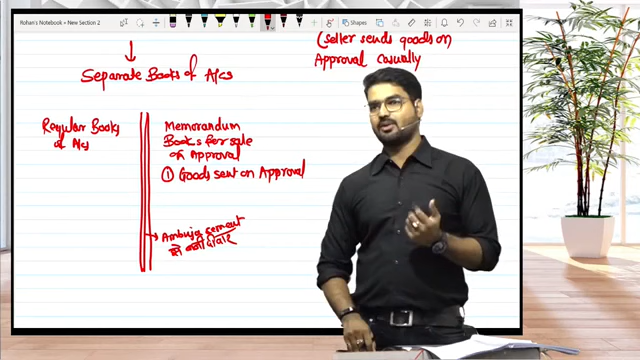 Rohan's Notebook • New Section 2
Shapes
Separate Books of A/cs
(seller sends goods on
Approval casually
Regular Books
of A/cs
Memorandum
Books for sale
on Approval
① Goods sent on Approval
→ Ambuja cement
से बनी दीवार